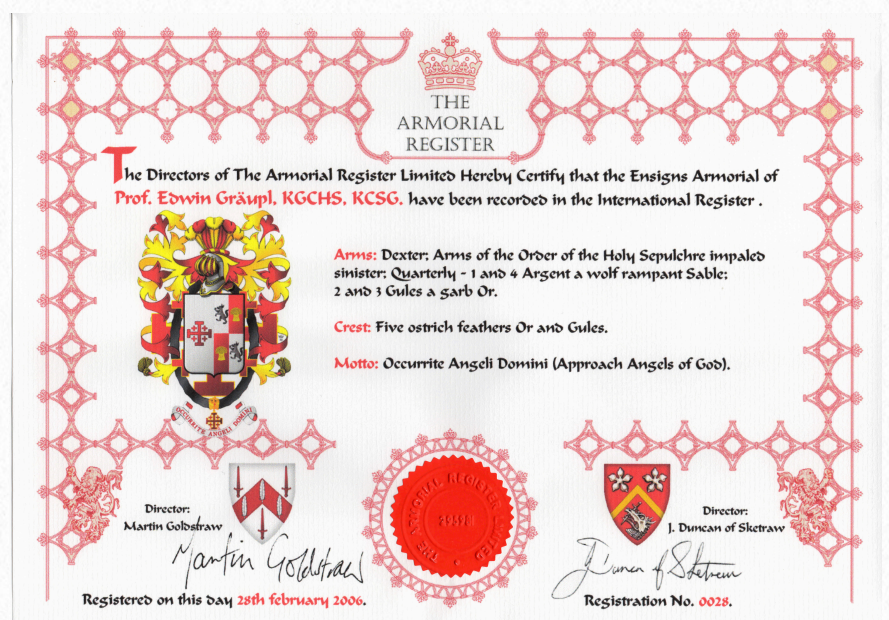 THE
ARMORIAL
REGISTER
The Directors of The Armorial Register Limited Hereby Certify that the Ensigns Armorial of
Prof. Edwin Gräupl, KGCHS, KCSG. have been recorded in the International Register .
Arms: Dexter: Arms of the Order of the Holy Sepulchre impaled
sinister: Quarterly - 1 and 4 Argent a wolf rampant Sable;
2 and 3 Gules a garb Or.
Crest: Five ostrich feathers Or and Gules.
Motto: Occurrite Angeli Domini (Approach Angels of God).
OCCURRITE ANGELI DOMINI
THE ARMORIAL REGISTER LIMITED
Director:
Martin Goldstraw
Martin Goldstraw
Director:
J. Duncan of Sketraw
J Duncan of Sketraw
Registered on this day 28th february 2006.
Registration No. 0028.